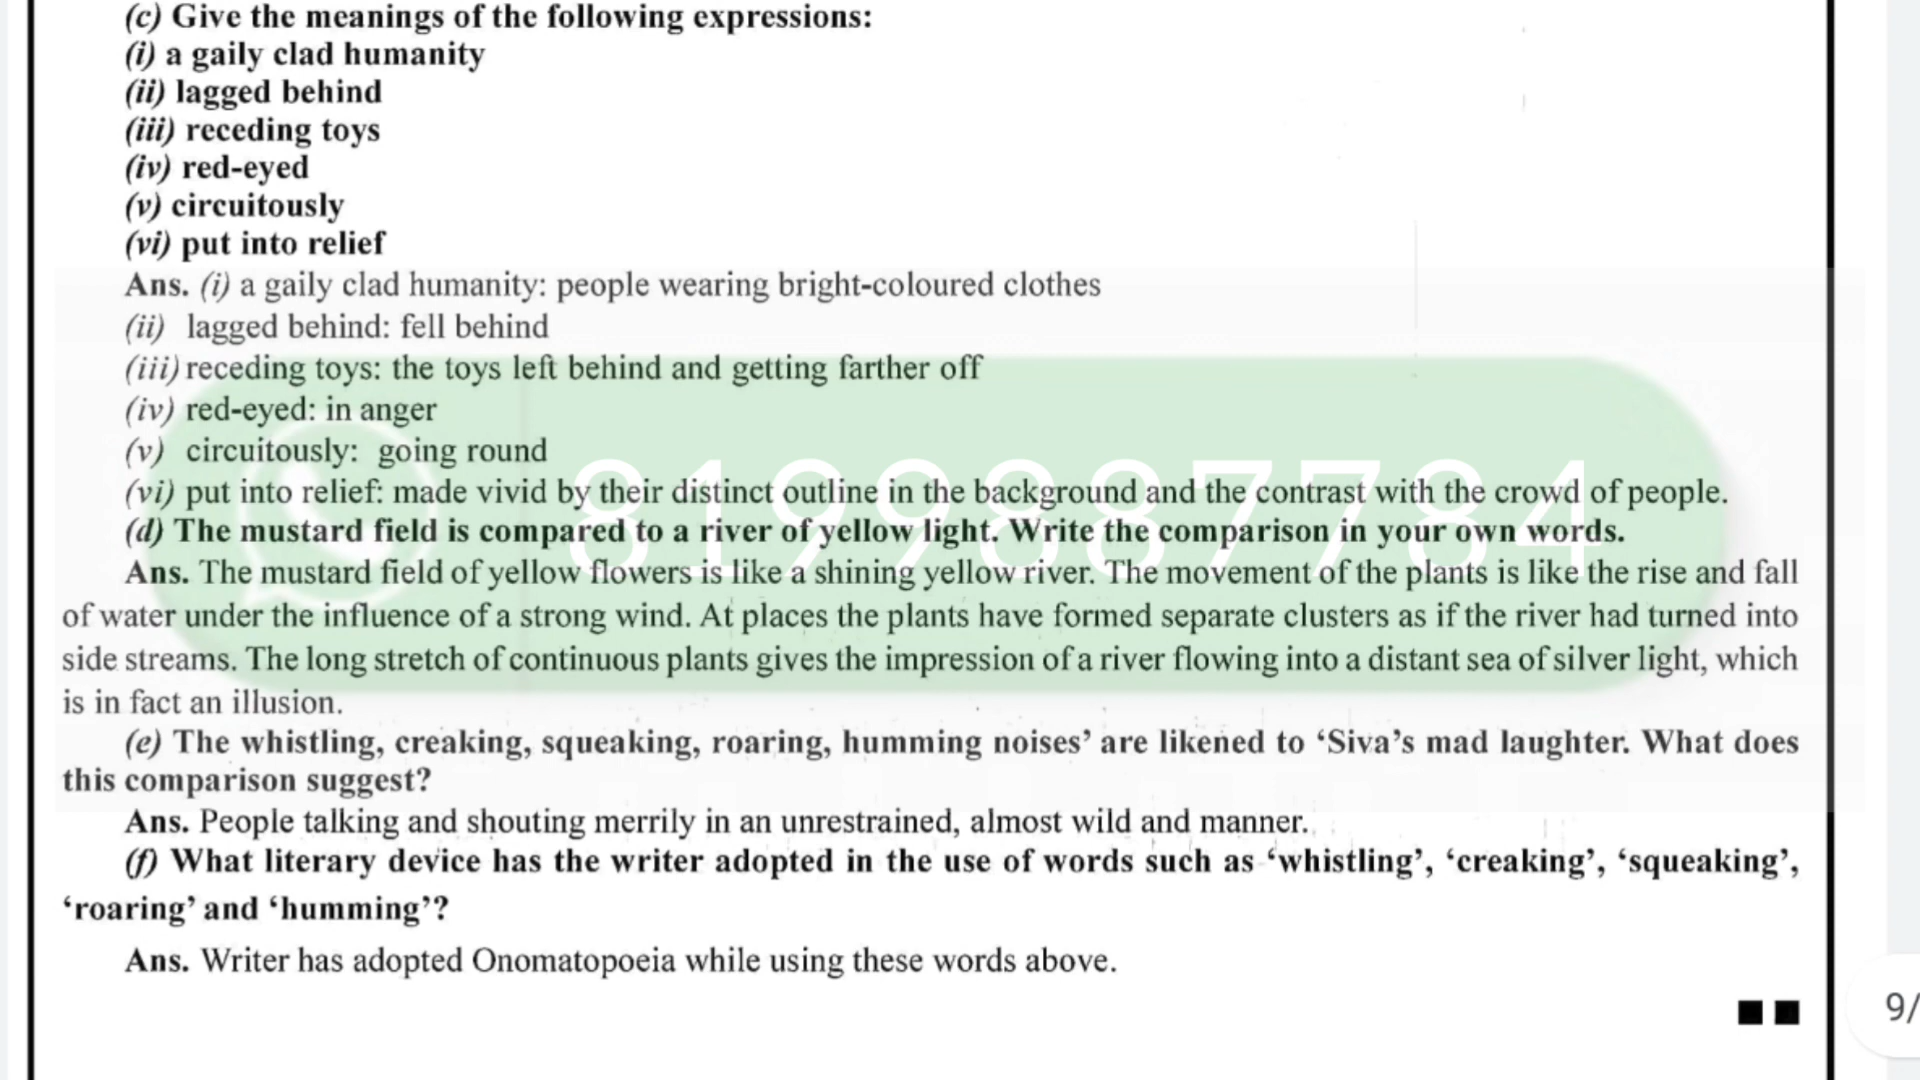 (c) Give the meanings of the following expressions:
(i) a gaily clad humanity
(ii) lagged behind
(iii) receding toys
(iv) red-eyed
(v) circuitously
(vi) put into relief
Ans. (i) a gaily clad humanity: people wearing bright-coloured clothes
(ii) lagged behind: fell behind
(iii) receding toys: the toys left behind and getting farther off
(iv) red-eyed: in anger
(v) circuitously: going round
8199887784
(vi) put into relief: made vivid by their distinct outline in the background and the contrast with the crowd of people.
(d) The mustard field is compared to a river of yellow light. Write the comparison in your own words.
Ans. The mustard field of yellow flowers is like a shining yellow river. The movement of the plants is like the rise and fall
of water under the influence of a strong wind. At places the plants have formed separate clusters as if the river had turned into
side streams. The long stretch of continuous plants gives the impression of a river flowing into a distant sea of silver light, which
is in fact an illusion.
(e) The whistling, creaking, squeaking, roaring, humming noises’ are likened to ‘Siva’s mad laughter. What does
this comparison suggest?
Ans. People talking and shouting merrily in an unrestrained, almost wild and manner.
(f) What literary device has the writer adopted in the use of words such as ‘whistling’, ‘creaking’, ‘squeaking’,
‘roaring’ and ‘humming’?
Ans. Writer has adopted Onomatopoeia while using these words above.
9/